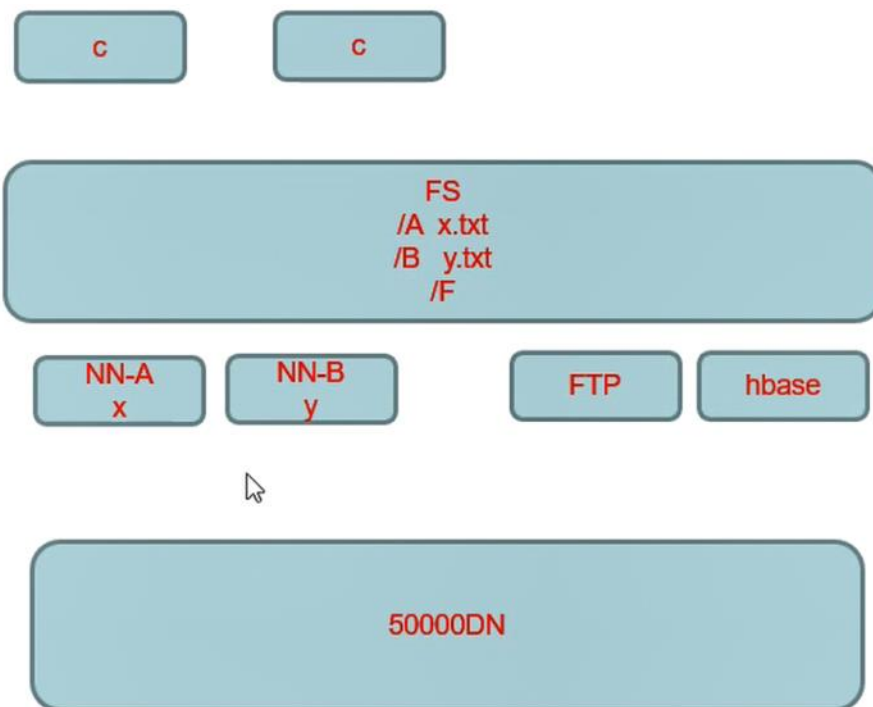 c
c
FS
/A x.txt
/B y.txt
/F
NN-A
x
NN-B
y
FTP
hbase
50000DN